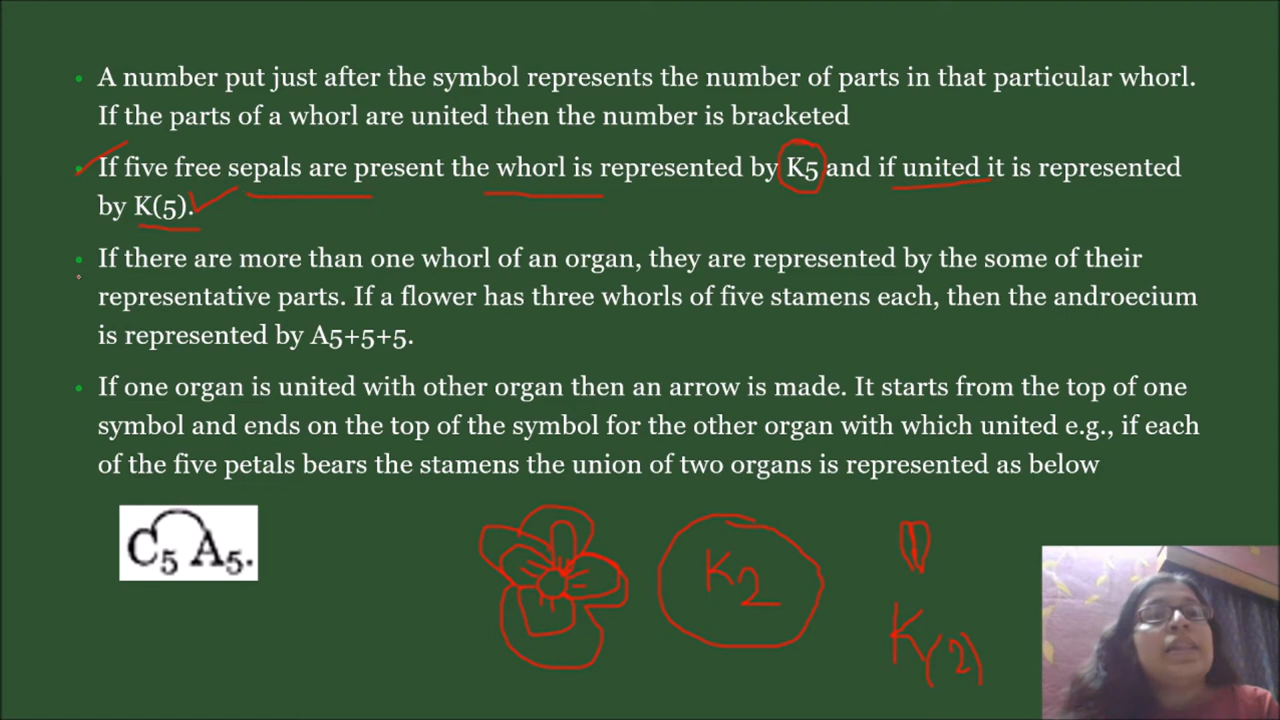 • A number put just after the symbol represents the number of parts in that particular whorl.
If the parts of a whorl are united then the number is bracketed
• If five free sepals are present the whorl is represented by K5 and if united it is represented
by K(5).
• If there are more than one whorl of an organ, they are represented by the some of their
representative parts. If a flower has three whorls of five stamens each, then the androecium
is represented by A5+5+5.
• If one organ is united with other organ then an arrow is made. It starts from the top of one
symbol and ends on the top of the symbol for the other organ with which united e.g., if each
of the five petals bears the stamens the union of two organs is represented as below
C5 A5.
K2
K(2)